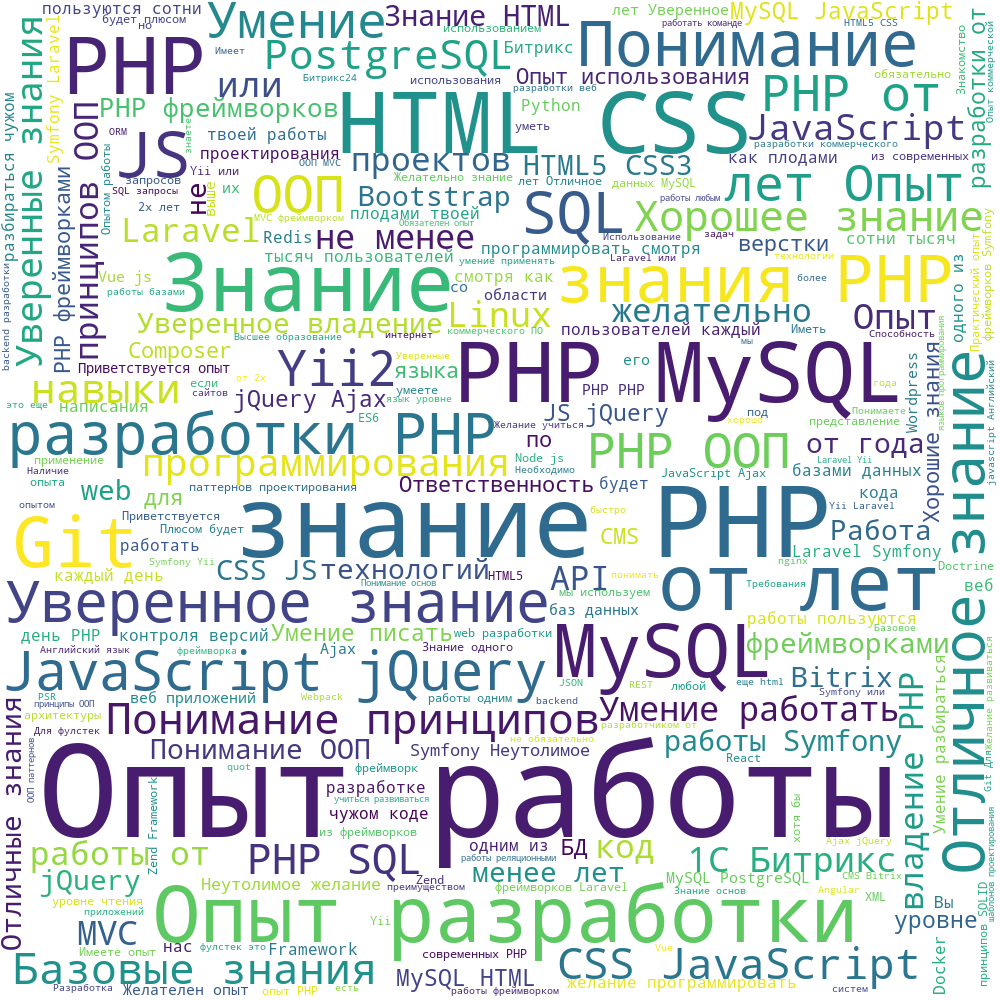 пользуются сотни
будет плюсом
но
Умение
Знание HTML
использованием
лет Уверенное
MySQL JavaScript
работать команде
HTML5 CSS
PHP
Имеет
PostgreSQL
Битрикс
Понимание
Знакомство
разработки от
Опыт коммерческого
Уверенные знания
Symfony Laravel
или
Битрикс24
использования
Опыт использования
разработки веб
обязательно
PHP фреймворков
HTML CSS
Python
PHP от
JavaScript
разбираться чужом
принципов ООП
ORM
JS
знаете
твоей работы
проектирования
ООП MVC
уметь
разработки коммерческого
проектов
HTML5 CSS3
как плодами
из современных
Опытом работы
запросов
Yii или
SQL запросы
2х лет
не
выше
их
ООП
Желательно знание
Bootstrap
лет Отличное
данных MySQL
SQL
работы любым
лет Опыт
PHP фреймворками
MVC фреймворком
плодами твоей
Обязателен опыт
Хорошее знание
Laravel
Redis
не менее
программировать смотря
Использование
задач
верстки
сотни тысяч
backend разработки
Vue js
тысяч пользователей
умение применять
Laravel или
технологии
Практический опыт
фреймворков Symfony
одного из
работы базами
Знание
смотря как
со
области
знания PHP
более
Уверенное владение
коммерческого ПО
Linux
желательно
Опыт
Высшее образование
интернет
пользователей каждый
Иметь
Способность
Composer
Yii2
Уверенные
языка
PHP MySQL
его
мы
Приветствуется опыт
навыки
если
сайтов
от 2х
умеете
язык уровне
PHP PHP
года
Wordpress
Хорошие знания
языков программирования
javascript Английский
это еще
написания
jQuery Ajax
ES6
JS jQuery
под
Понимаете
представление
хорошо
разработки PHP
Желание учиться
по
PHP ООП
от года
применение
Наличие
опыта
программирования
Node js
Необходимо
Laravel Yii
базами данных
JavaScript Ajax
web
для
паттернов проектирования
Ответственность
будет
кода
опытом
Приветствуется
Плюсом будет
знание PHP
быстро
CMS
Yii Laravel
Работа
Git
работать
Laravel Symfony
Отличное знание
Symfony Yii
каждый день
CSS JS
технологий
HTML5
API
мы используем
понимать
nginx
Требования
Doctrine
веб
Понимание основ
Уверенное знание
баз данных
от лет
работы пользуются
Базовое
день PHP
контроля версий
Умение писать
web разработки
MySQL
фреймворками
Английский язык
фреймворка
Ajax
Знание одного
JavaScript jQuery
JSON
REST
любой
еще html
Bitrix
Symfony или
PSR
принципы ООП
архитектуры
веб приложений
Webpack
работы одним
backend
Умение работать
владение PHP
Умение разбираться
Git Для
Желание развиваться
Отличные знания
Для фулстек
Понимание принципов
разработчиком от
не обязательно
ООП паттернов
Понимание ООП
Symfony Неутолимое
работы Symfony
React
quot
фреймворк
Опыт работы
разработке
учиться развиваться
чужом коде
хотя бы
Zend Framework
из фреймворков
Ajax jQuery
работы от
PHP SQL
одним из
БД
код
1С Битрикс
шаблонов проектирования
работы реляционными
jQuery
Неутолимое желание
Zend
преимуществом
менее лет
MySQL PostgreSQL
CMS Bitrix
уровне чтения
фреймворков Laravel
Знание основ
Angular
XML
принципов SOLID
приложений
Опыт разработки
Yii
Вы
уровне
MVC
Имеете опыт
нас
фулстек это
Framework
современных PHP
Vue
Docker
Базовые знания
MySQL HTML
CSS JavaScript
желание программировать
Разработка
Желателен опыт
опыт PHP
есть
работы фреймворком
систем